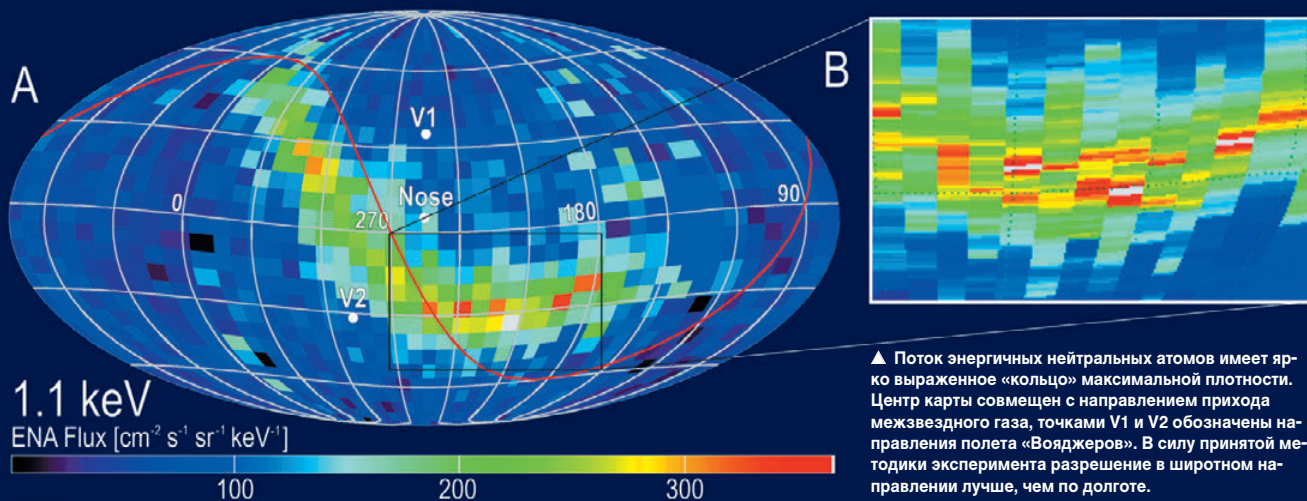 A
B
V1
Nose
0
270
180
90
V2
1.1 keV
ENA Flux [cm⁻² s⁻¹ sr⁻¹ keV⁻¹]
100
200
300
▲ Поток энергичных нейтральных атомов имеет яр-
ко выраженное «кольцо» максимальной плотности.
Центр карты совмещен с направлением прихода
межзвездного газа, точками V1 и V2 обозначены на-
правления полета «Вояджеров». В силу принятой ме-
тодики эксперимента разрешение в широтном на-
правлении лучше, чем по долготе.